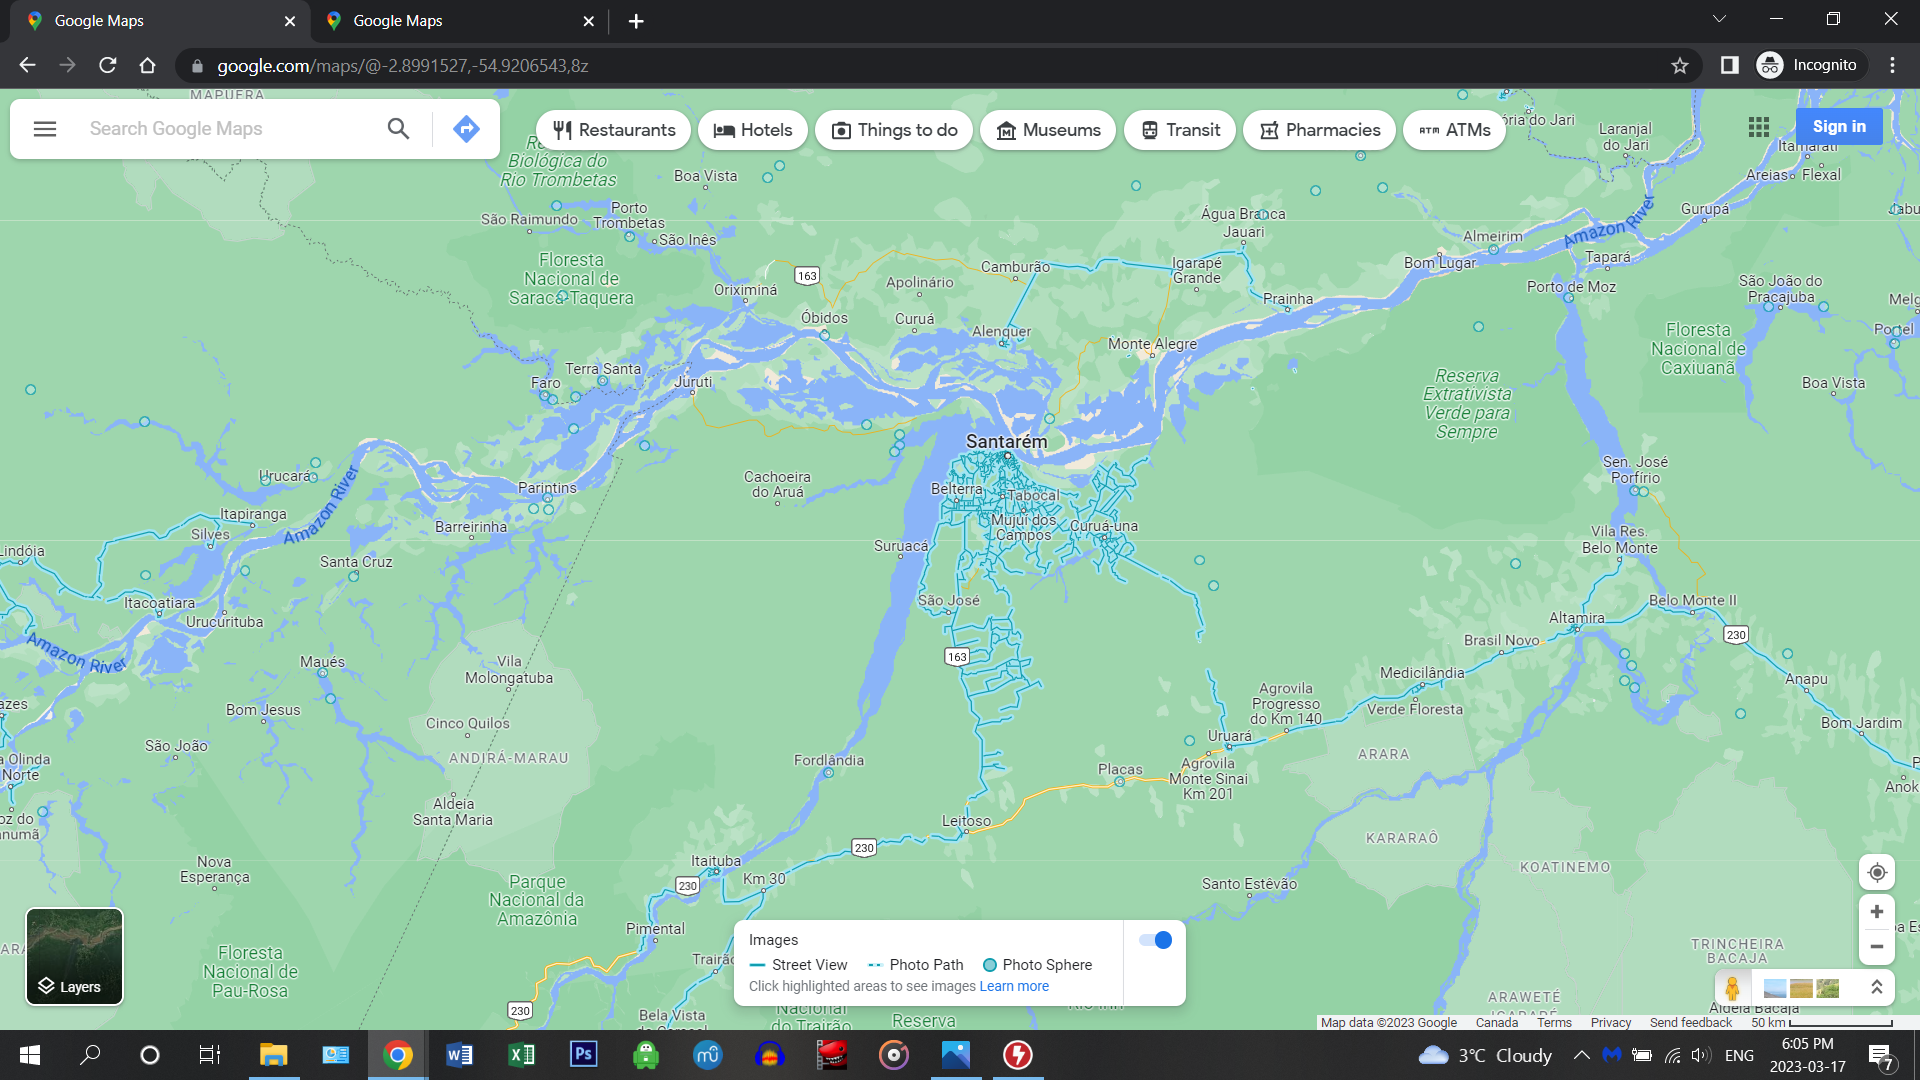 Google Maps
Google Maps
google.com/maps/@-2.8991527,-54.9206543,8z
Incognito
Search Google Maps
Restaurants
Hotels
Things to do
Museums
Transit
Pharmacies
ATMs
Sign in
MAPUERA
Biológica do
Rio Trombetas
Boa Vista
São Raimundo
Porto
Trombetas
São Inês
Floresta
Nacional de
Saracá-Taquera
163
Oriximiná
Óbidos
Apolinário
Curuá
Camburão
Alenquer
Água Branca
Jauari
Igarapé
Grande
Prainha
Monte Alegre
Almeirim
Bom Lugar
Amazon River
Laranjal
do Jari
Areias
Flexal
Gurupá
Tapará
Porto de Moz
São João do
Pracajuba
Portel
Floresta
Nacional de
Caxiuanã
Boa Vista
Reserva
Extrativista
Verde para
Sempre
Terra Santa
Faro
Juruti
Santarém
Belterra
Tabocal
Mujuí dos
Campos
Curuá-una
Cachoeira
do Aruá
Suruacá
São José
163
Urucará
Amazon River
Parintins
Itapiranga
Silves
Barreirinha
Lindóia
Santa Cruz
Itacoatiara
Urucurituba
Amazon River
Maués
Vila
Molongatuba
Bom Jesus
Cinco Quilos
São João
ANDIRÁ-MARAU
Aldeia
Santa Maria
Nova
Esperança
Fordlândia
Leitoso
230
Itaituba
230
Km 30
Parque
Nacional da
Amazônia
Pimental
Floresta
Nacional de
Pau-Rosa
230
Bela Vista
Sen. José
Porfírio
Vila Res.
Belo Monte
Altamira
Belo Monte II
230
Brasil Novo
Medicilândia
Verde Floresta
Anapu
Bom Jardim
Agrovila
Progresso
do Km 140
Uruará
Placas
Agrovila
Monte Sinai
Km 201
ARARA
KARARAÔ
KOATINEMO
Santo Estêvão
TRINCHEIRA
BACAJA
ARAWETÉ
Layers
Images
Street View
Photo Path
Photo Sphere
Click highlighted areas to see images Learn more
Reserva
Map data ©2023 Google
Canada
Terms
Privacy
Send feedback
50 km
3°C Cloudy
ENG
6:05 PM
2023-03-17
7